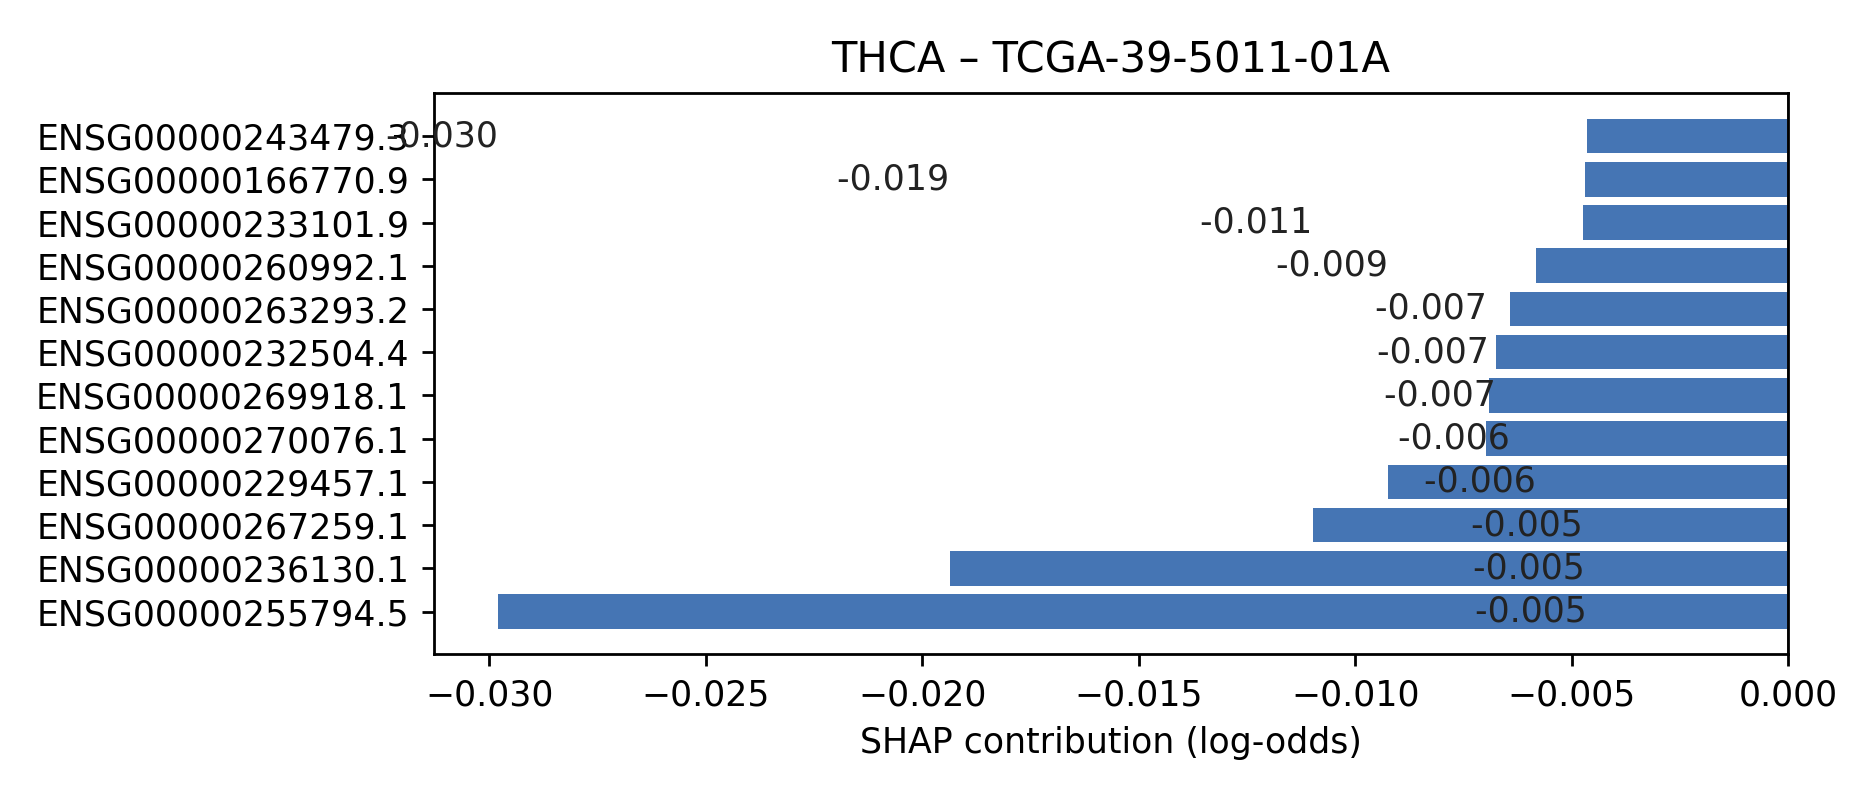 THCA – TCGA-39-5011-01A
ENSG00000243479.3 -0.030
ENSG00000166770.9 -0.019
ENSG00000233101.9 -0.011
ENSG00000260992.1 -0.009
ENSG00000263293.2 -0.007
ENSG00000232504.4 -0.007
ENSG00000269918.1 -0.007
ENSG00000270076.1 -0.006
ENSG00000229457.1 -0.006
ENSG00000267259.1 -0.005
ENSG00000236130.1 -0.005
ENSG00000255794.5 -0.005
−0.030 −0.025 −0.020 −0.015 −0.010 −0.005 0.000
SHAP contribution (log-odds)